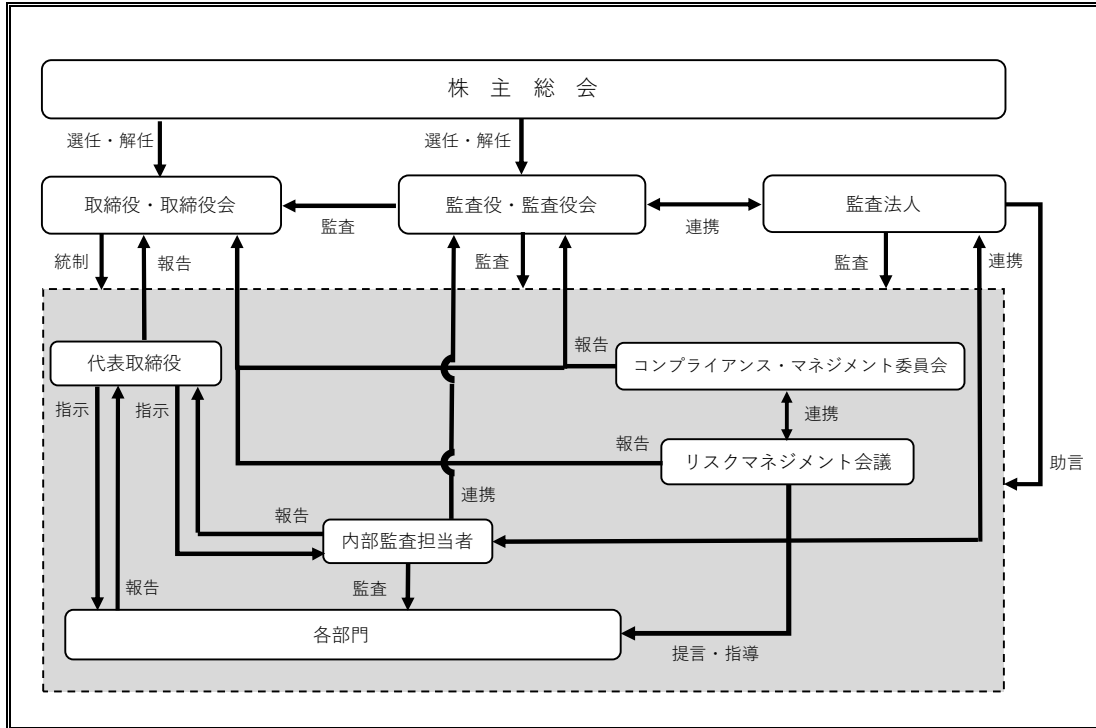 株 主 総 会
選任・解任
選任・解任
取締役・取締役会
監査役・監査役会
監査法人
監査
連携
統制
報告
監査
監査
連携
代表取締役
報告
コンプライアンス・マネジメント委員会
指示
指示
連携
報告
リスクマネジメント会議
助言
連携
報告
内部監査担当者
報告
監査
各部門
提言・指導